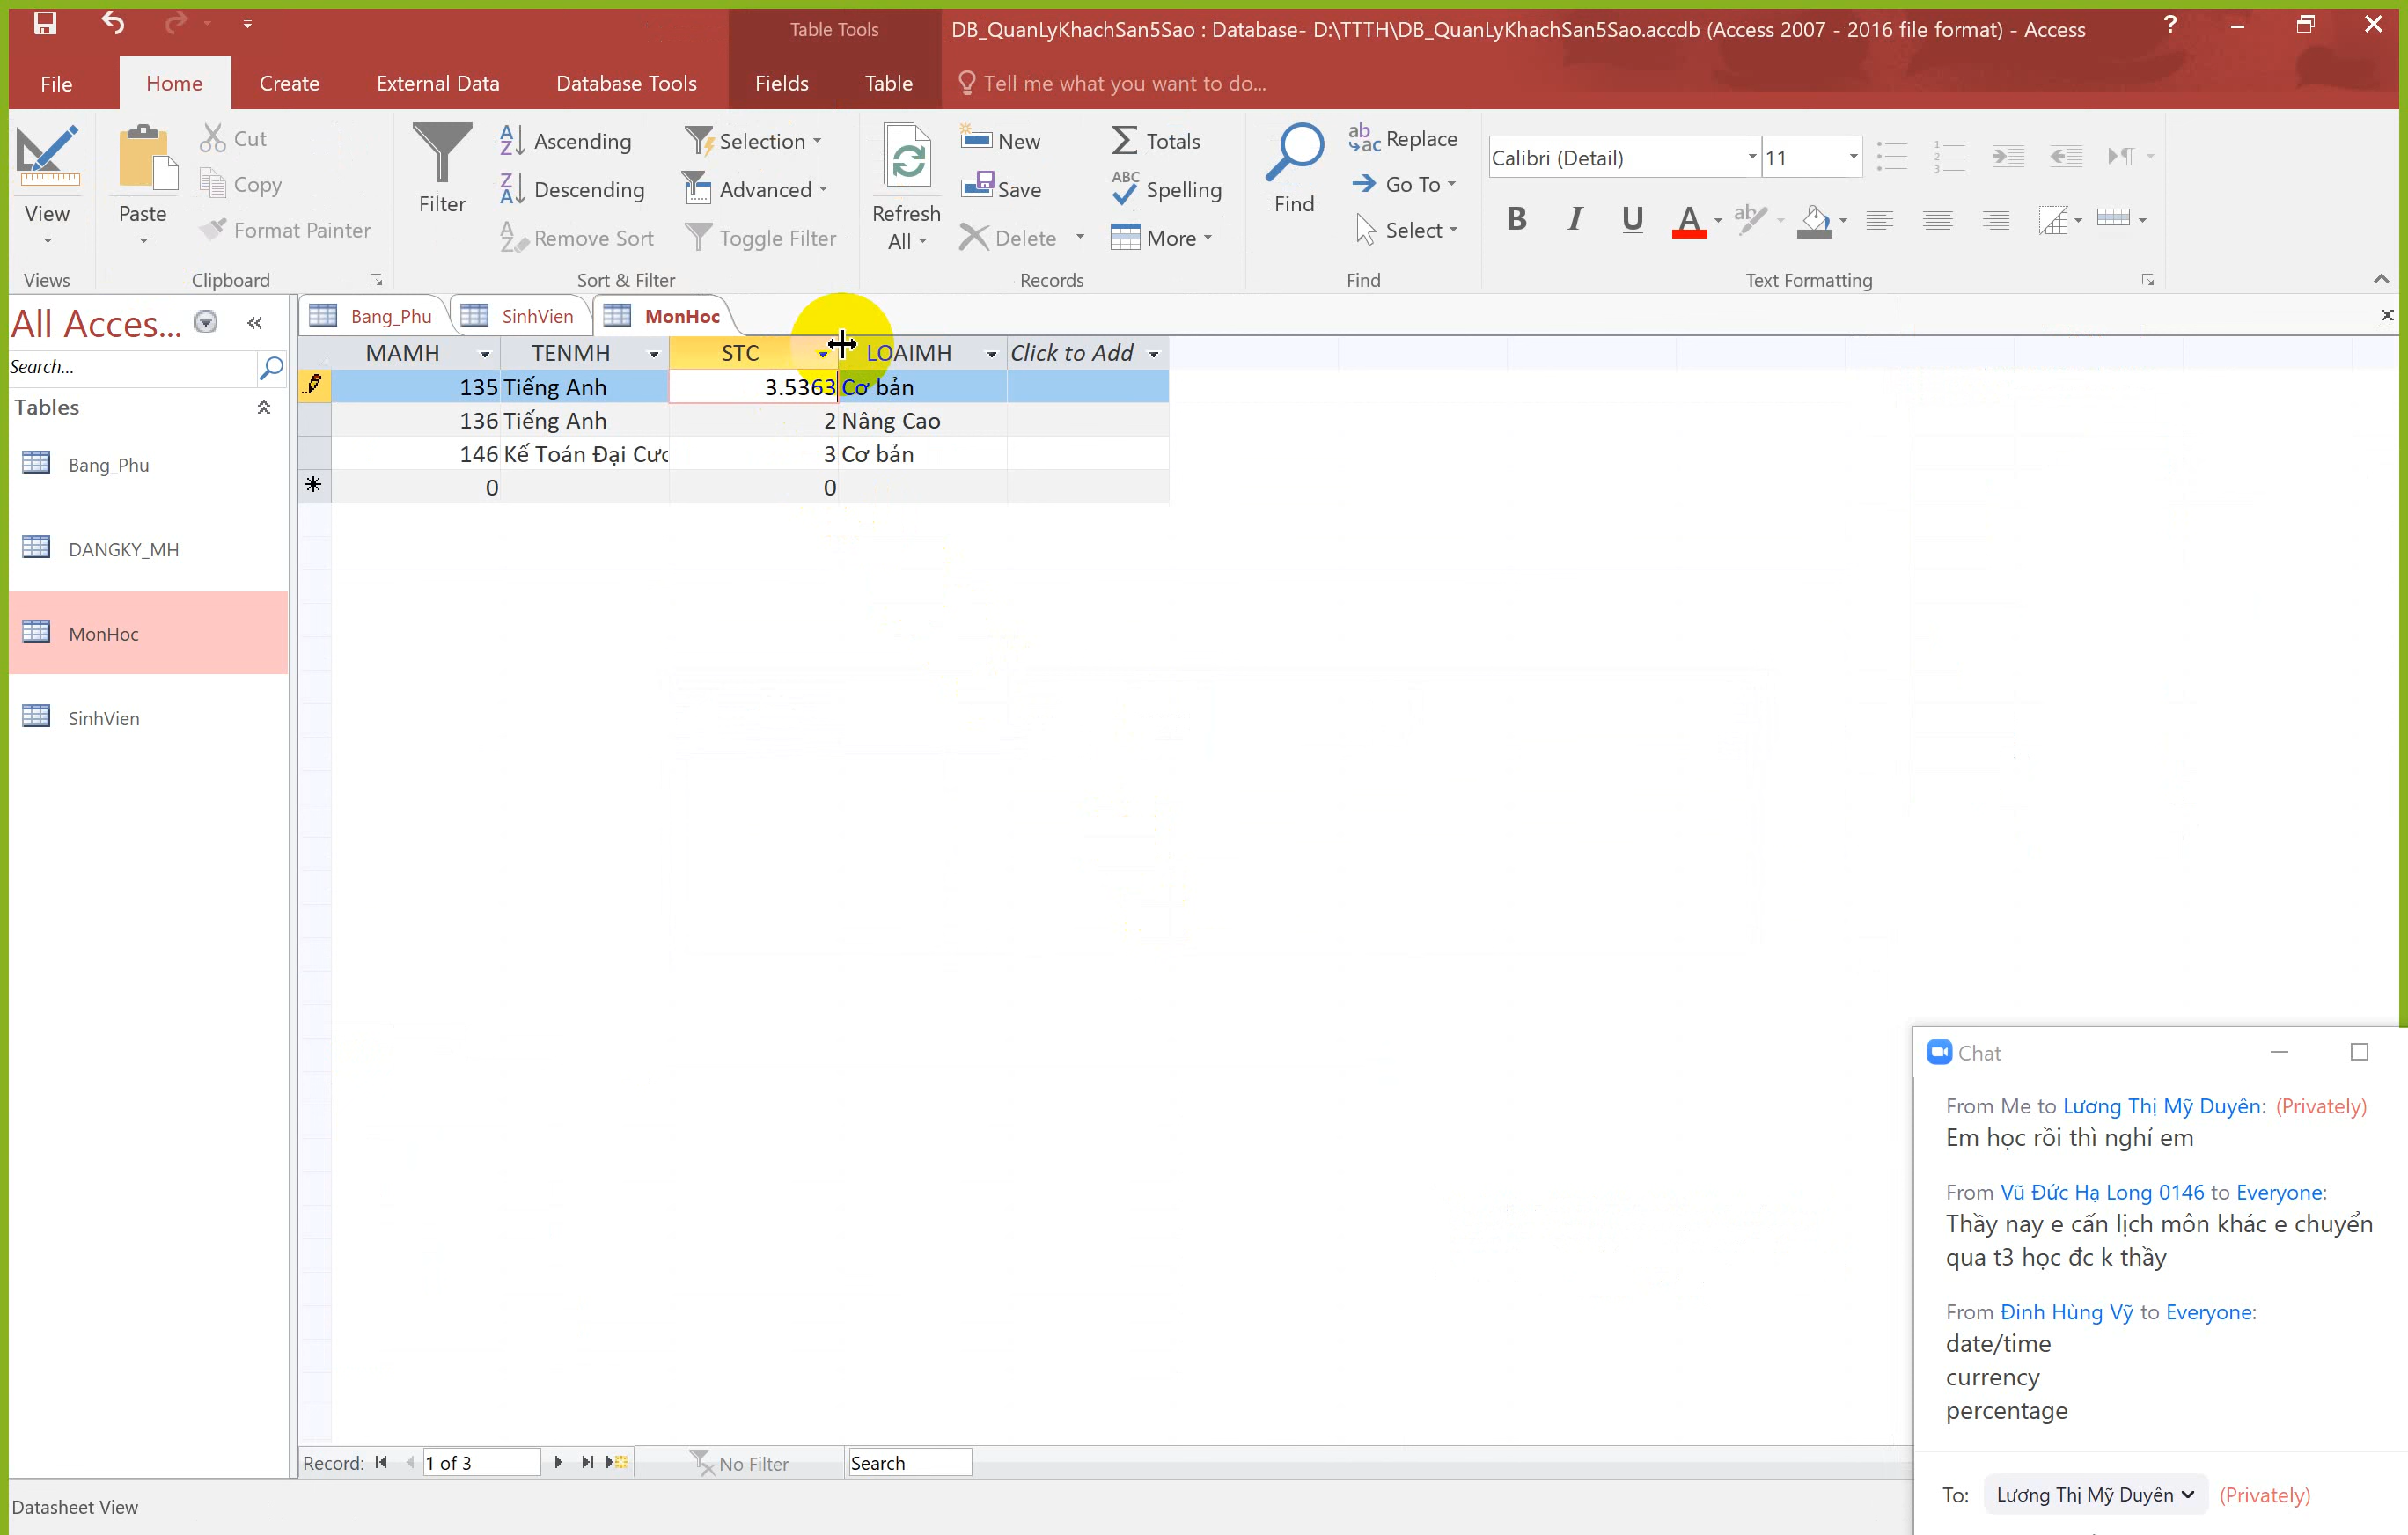 Table Tools
DB_QuanLyKhachSan5Sao : Database- D:\TTTH\DB_QuanLyKhachSan5Sao.accdb (Access 2007 - 2016 file format) - Access
?
File
Home
Create
External Data
Database Tools
Fields
Table
Tell me what you want to do...
View
Views
Paste
Cut
Copy
Format Painter
Clipboard
Filter
Ascending
Descending
Remove Sort
Selection
Advanced
Toggle Filter
Sort & Filter
Refresh
All
New
Save
Delete
Totals
Spelling
More
Records
Find
Replace
Go To
Select
Find
Calibri (Detail)
11
B I U A
Text Formatting
All Acces...
Search...
Tables
Bang_Phu
DANGKY_MH
MonHoc
SinhVien
Bang_Phu
SinhVien
MonHoc
MAMH TENMH STC LOAIMH Click to Add
135 Tiếng Anh 3.5363 Cơ bản
136 Tiếng Anh 2 Nâng Cao
146 Kế Toán Đại Cươ 3 Cơ bản
0 0
Record: 1 of 3 No Filter Search
Datasheet View
Chat
From Me to Lương Thị Mỹ Duyên: (Privately)
Em học rồi thì nghỉ em
From Vũ Đức Hạ Long 0146 to Everyone:
Thầy nay e cấn lịch môn khác e chuyển
qua t3 học đc k thầy
From Đinh Hùng Vỹ to Everyone:
date/time
currency
percentage
To: Lương Thị Mỹ Duyên (Privately)